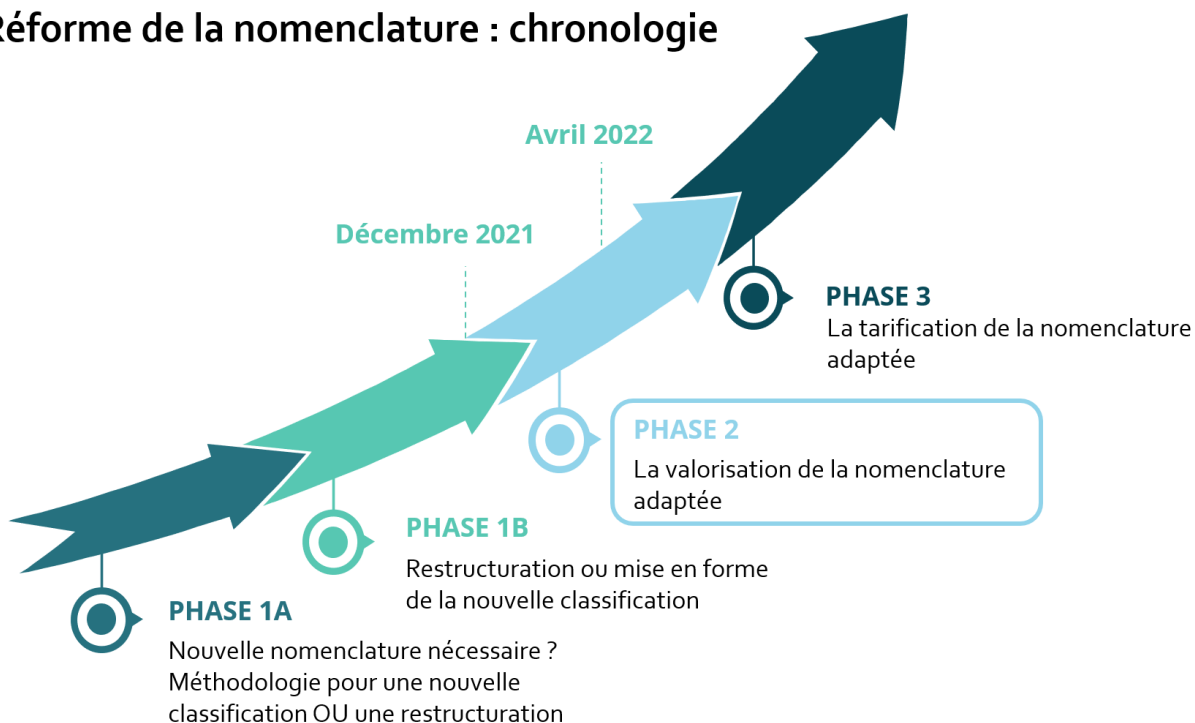 Réforme de la nomenclature : chronologie
Avril 2022
Décembre 2021
PHASE 3
La tarification de la nomenclature
adaptée
PHASE 2
La valorisation de la nomenclature
adaptée
PHASE 1B
Restructuration ou mise en forme
de la nouvelle classification
PHASE 1A
Nouvelle nomenclature nécessaire ?
Méthodologie pour une nouvelle
classification OU une restructuration